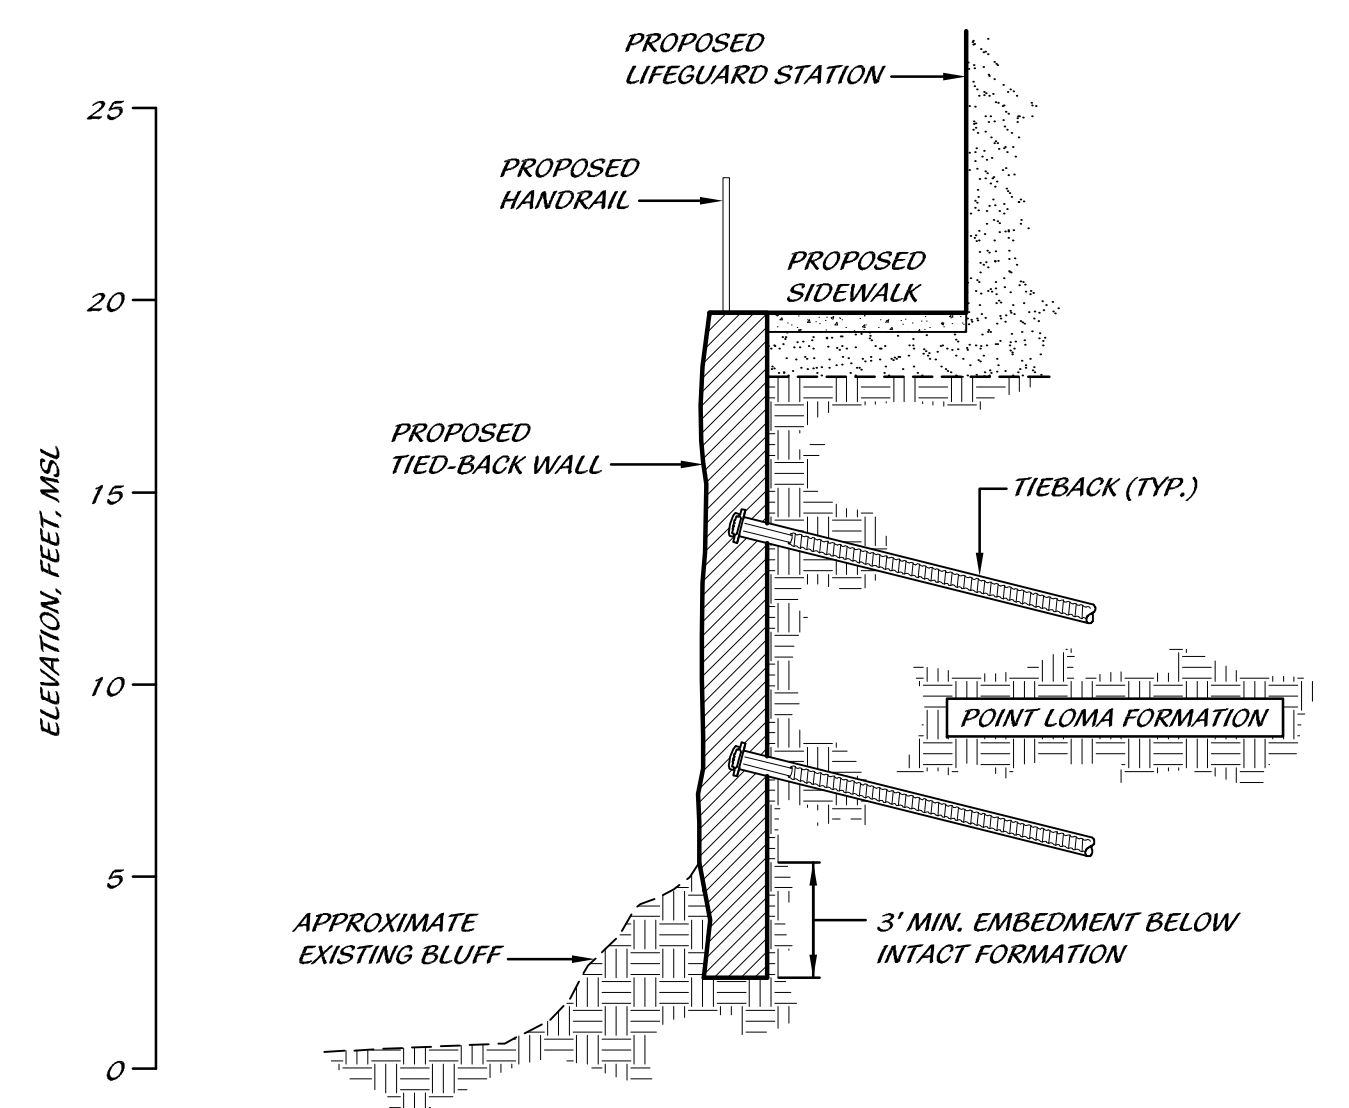 PROPOSED
LIFEGUARD STATION
25
PROPOSED
HANDRAIL
PROPOSED
SIDEWALK
20
PROPOSED
TIED-BACK WALL
ELEVATION, FEET, MSL
15
TIEBACK (TYP.)
10
POINT LOMA FORMATION
5
APPROXIMATE
EXISTING BLUFF
3' MIN. EMBEDMENT BELOW
INTACT FORMATION
0